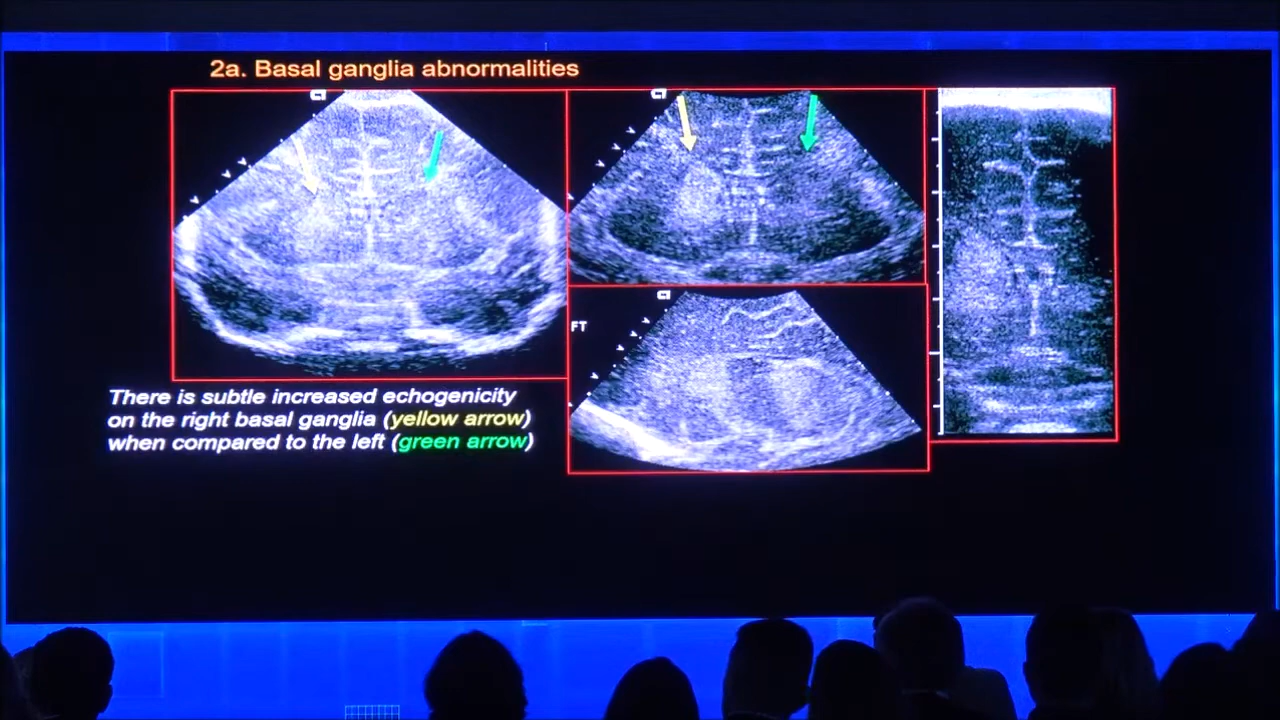 2a. Basal ganglia abnormalities
FT
There is subtle increased echogenicity
on the right basal ganglia (yellow arrow)
when compared to the left (green arrow)